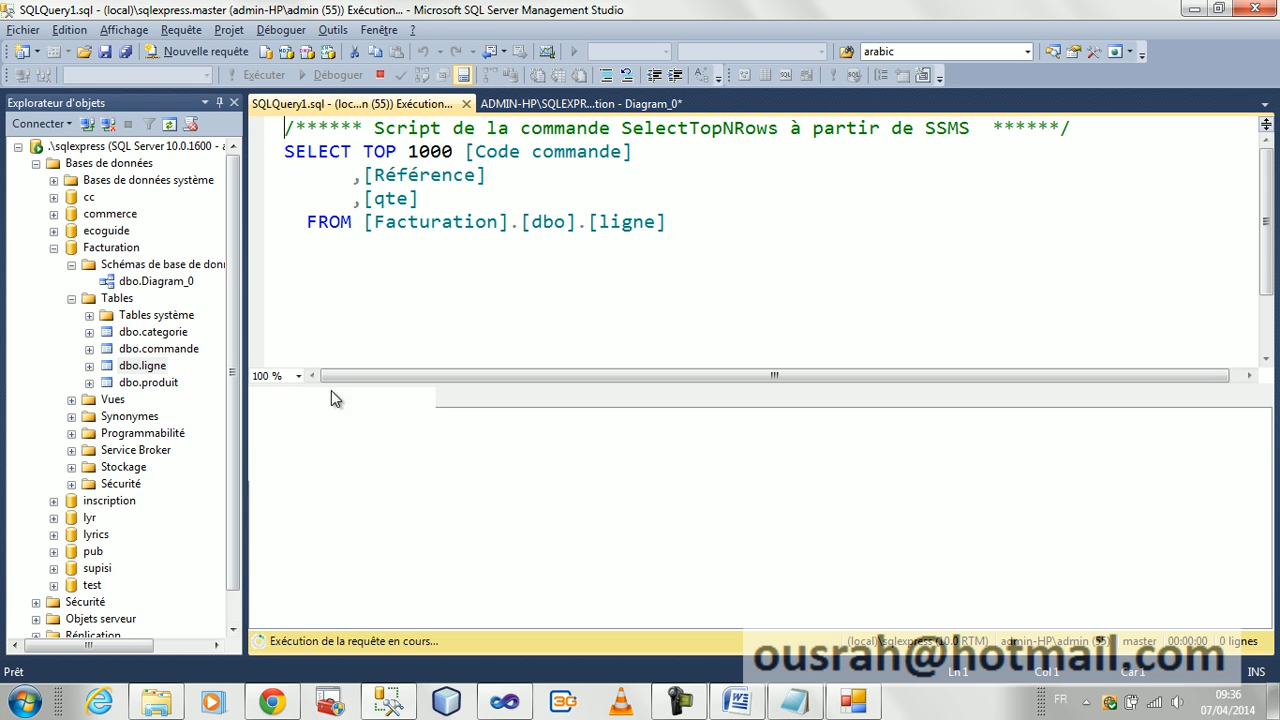 SQLQuery1.sql - (local)\sqlexpress.master (admin-HP\admin (55)) Exécution... - Microsoft SQL Server Management Studio
Fichier Edition Affichage Requête Projet Déboguer Outils Fenêtre ?
Nouvelle requête arabic
Exécuter Déboguer
Explorateur d'objets
SQLQuery1.sql - (loc...n (55)) Exécution... ADMIN-HP\SQLEXPR...tion - Diagram_0*
Connecter
/****** Script de la commande SelectTopNRows à partir de SSMS ******/
.\sqlexpress (SQL Server 10.0.1600 - a
SELECT TOP 1000 [Code commande]
Bases de données
,[Référence]
Bases de données système
,[qte]
cc
FROM [Facturation].[dbo].[ligne]
commerce
ecoguide
Facturation
Schémas de base de donn
dbo.Diagram_0
Tables
Tables système
dbo.categorie
dbo.commande
dbo.ligne
dbo.produit
100 %
Vues
Synonymes
Programmabilité
Service Broker
Stockage
Sécurité
inscription
lyr
lyrics
pub
supisi
test
Sécurité
Objets serveur
Réplication
Exécution de la requête en cours... (local)\sqlexpress (10.0 RTM) admin-HP\admin (55) master 00:00:00 0 lignes
ousrah@hotmail.com
Prêt Ln 1 Col 1 Car 1 INS
FR 09:36
07/04/2014